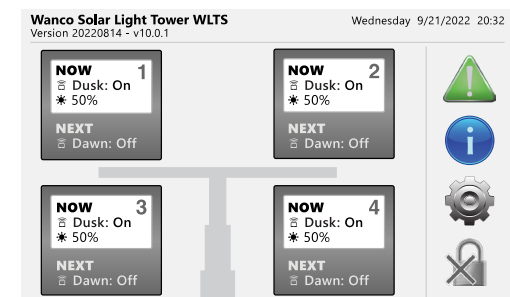 Wanco Solar Light Tower WLTS
Wednesday 9/21/2022 20:32
Version 20220814 - v10.0.1
NOW 1
Dusk: On
50%
NEXT
Dawn: Off
NOW 2
Dusk: On
50%
NEXT
Dawn: Off
NOW 3
Dusk: On
50%
NEXT
Dawn: Off
NOW 4
Dusk: On
50%
NEXT
Dawn: Off